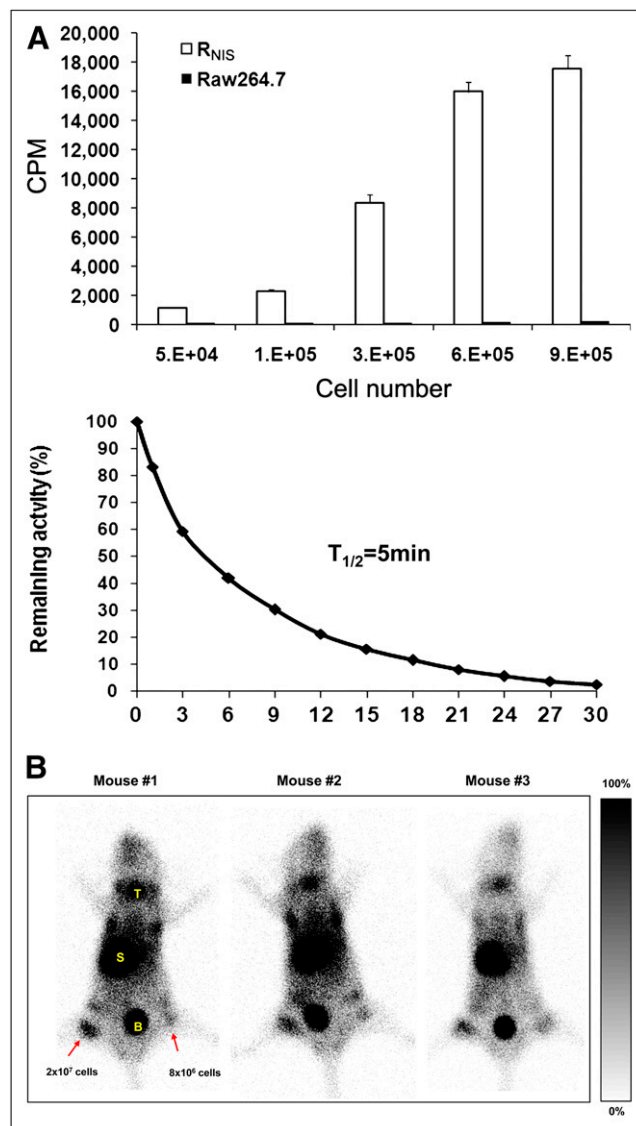 A
20,000
18,000
16,000
14,000
12,000
10,000
8,000
6,000
4,000
2,000
0
CPM
R_NIS
Raw264.7
5.E+04 1.E+05 3.E+05 6.E+05 9.E+05
Cell number
100
90
80
70
60
50
40
30
20
10
0
Remaining actvity (%)
T1/2=5min
0 3 6 9 12 15 18 21 24 27 30
B
Mouse #1 Mouse #2 Mouse #3
100%
T
S
B
2x10⁷ cells 8x10⁶ cells
0%